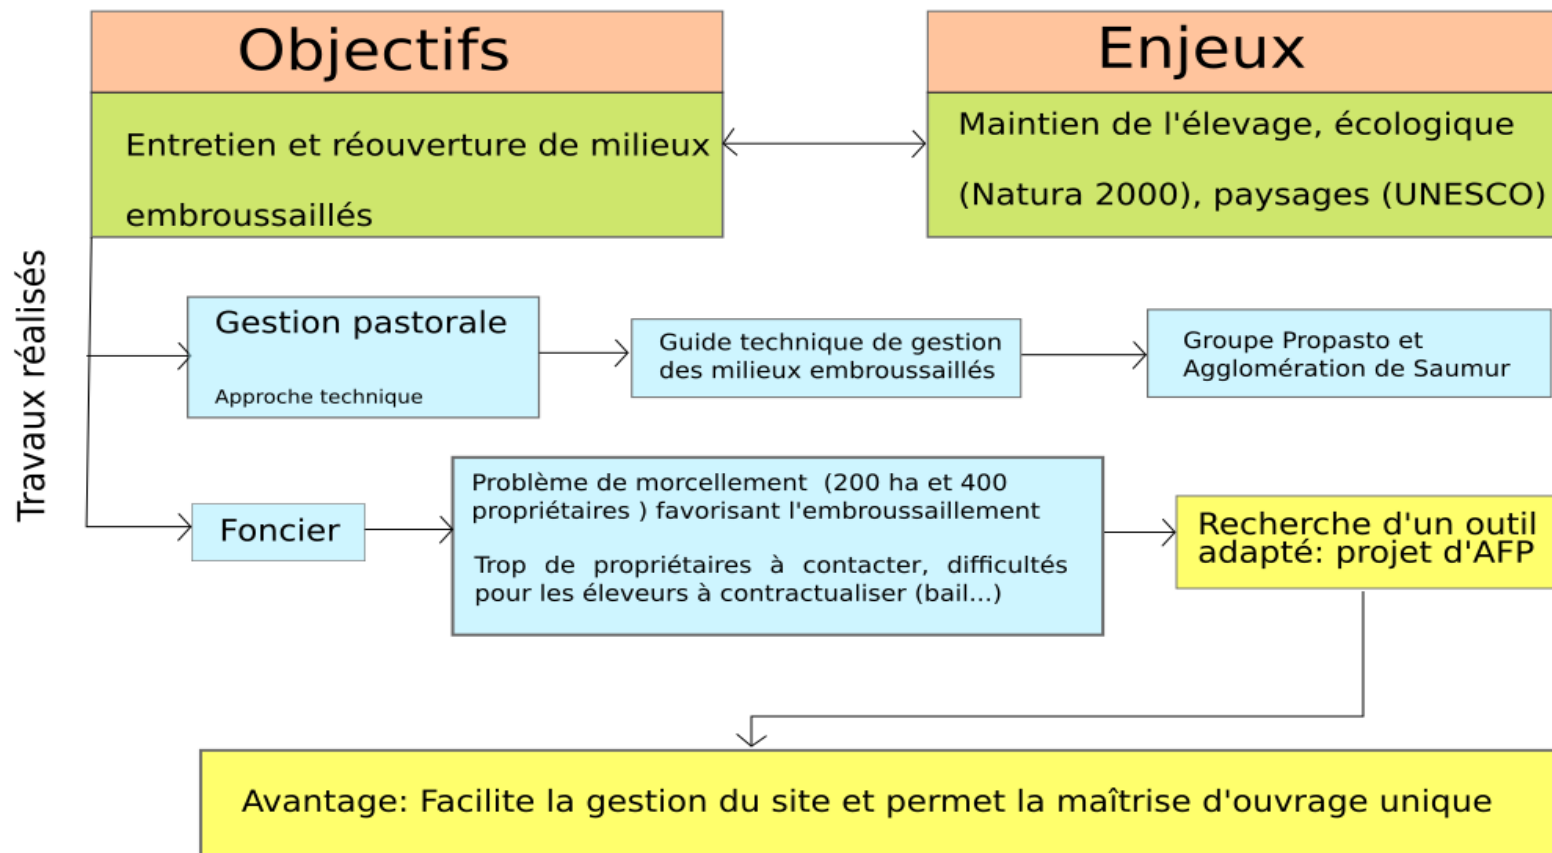 Objectifs
Enjeux
Entretien et réouverture de milieux
embroussaillés
Maintien de l'élevage, écologique
(Natura 2000), paysages (UNESCO)
Travaux réalisés
Gestion pastorale
Approche technique
Guide technique de gestion
des milieux embroussaillés
Groupe Propasto et
Agglomération de Saumur
Foncier
Problème de morcellement (200 ha et 400
propriétaires ) favorisant l'embroussaillement
Trop de propriétaires à contacter, difficultés
pour les éleveurs à contractualiser (bail...)
Recherche d'un outil
adapté: projet d'AFP
Avantage: Facilite la gestion du site et permet la maîtrise d'ouvrage unique